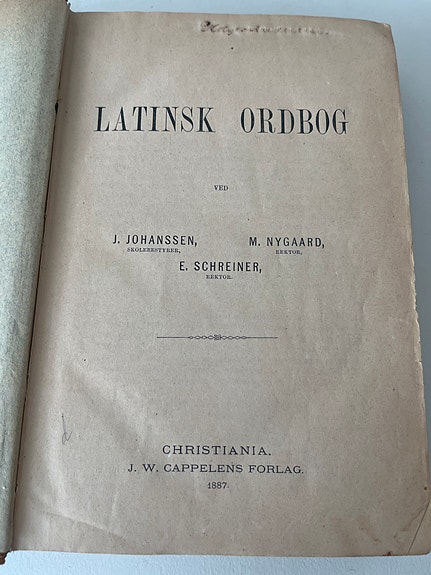 LATINSK ORDBOG
VED
J. JOHANSSEN, M. NYGAARD,
SKOLEBESTYRER, REKTOR,
E. SCHREINER,
REKTOR.
CHRISTIANIA.
J. W. CAPPELENS FORLAG.
1887.